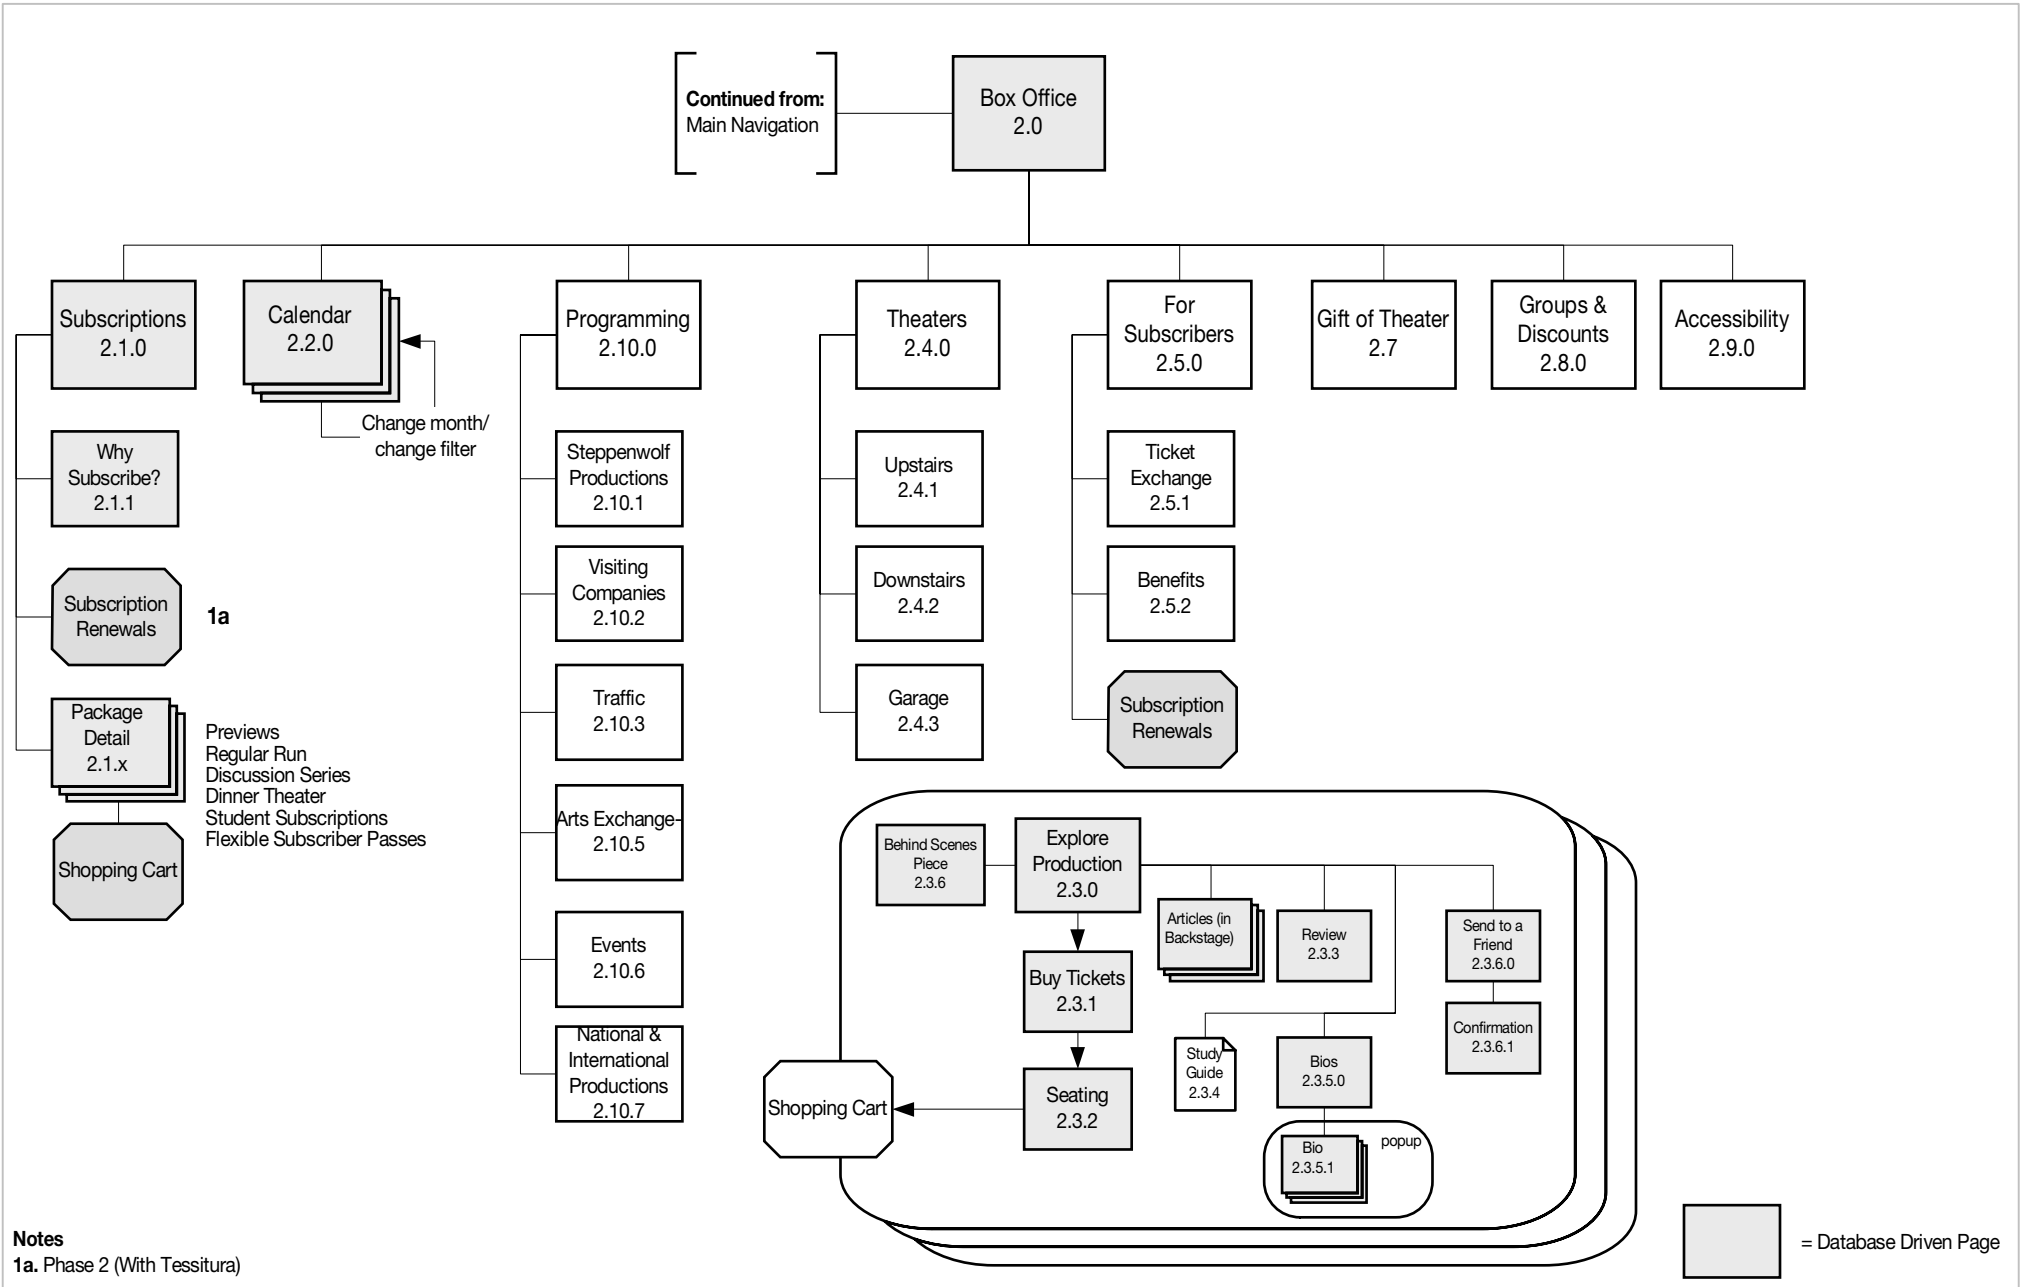 Continued from:
Main Navigation
Box Office
2.0
Subscriptions
2.1.0
Calendar
2.2.0
Programming
2.10.0
Theaters
2.4.0
For
Subscribers
2.5.0
Gift of Theater
2.7
Groups &
Discounts
2.8.0
Accessibility
2.9.0
Change month/
change filter
Why
Subscribe?
2.1.1
Subscription
Renewals
1a
Package
Detail
2.1.x
Previews
Regular Run
Discussion Series
Dinner Theater
Student Subscriptions
Flexible Subscriber Passes
Shopping Cart
Steppenwolf
Productions
2.10.1
Visiting
Companies
2.10.2
Traffic
2.10.3
Arts Exchange-
2.10.5
Events
2.10.6
National &
International
Productions
2.10.7
Upstairs
2.4.1
Downstairs
2.4.2
Garage
2.4.3
Ticket
Exchange
2.5.1
Benefits
2.5.2
Subscription
Renewals
Behind Scenes
Piece
2.3.6
Explore
Production
2.3.0
Articles (in
Backstage)
Review
2.3.3
Send to a
Friend
2.3.6.0
Buy Tickets
2.3.1
Confirmation
2.3.6.1
Study
Guide
2.3.4
Bios
2.3.5.0
Seating
2.3.2
Shopping Cart
Bio
2.3.5.1
popup
Notes
1a. Phase 2 (With Tessitura)
= Database Driven Page